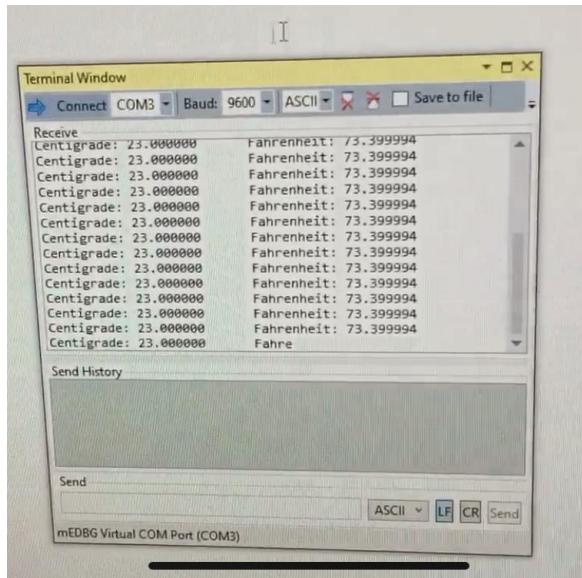 Terminal Window
Connect COM3 Baud: 9600 ASCII Save to file
Receive
Centigrade: 23.000000 Fahrenheit: 73.399994
Centigrade: 23.000000 Fahrenheit: 73.399994
Centigrade: 23.000000 Fahrenheit: 73.399994
Centigrade: 23.000000 Fahrenheit: 73.399994
Centigrade: 23.000000 Fahrenheit: 73.399994
Centigrade: 23.000000 Fahrenheit: 73.399994
Centigrade: 23.000000 Fahrenheit: 73.399994
Centigrade: 23.000000 Fahrenheit: 73.399994
Centigrade: 23.000000 Fahrenheit: 73.399994
Centigrade: 23.000000 Fahrenheit: 73.399994
Centigrade: 23.000000 Fahrenheit: 73.399994
Centigrade: 23.000000 Fahrenheit: 73.399994
Centigrade: 23.000000 Fahrenheit: 73.399994
Centigrade: 23.000000 Fahre
Send History
Send
ASCII LF CR Send
mEDBG Virtual COM Port (COM3)